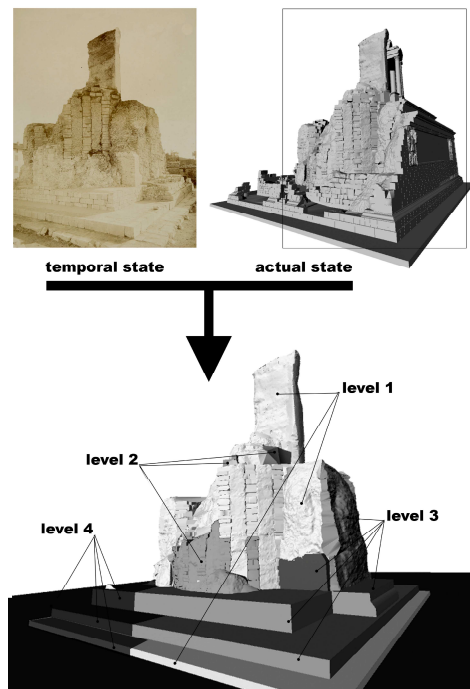 temporal state
actual state
level 1
level 2
level 3
level 4